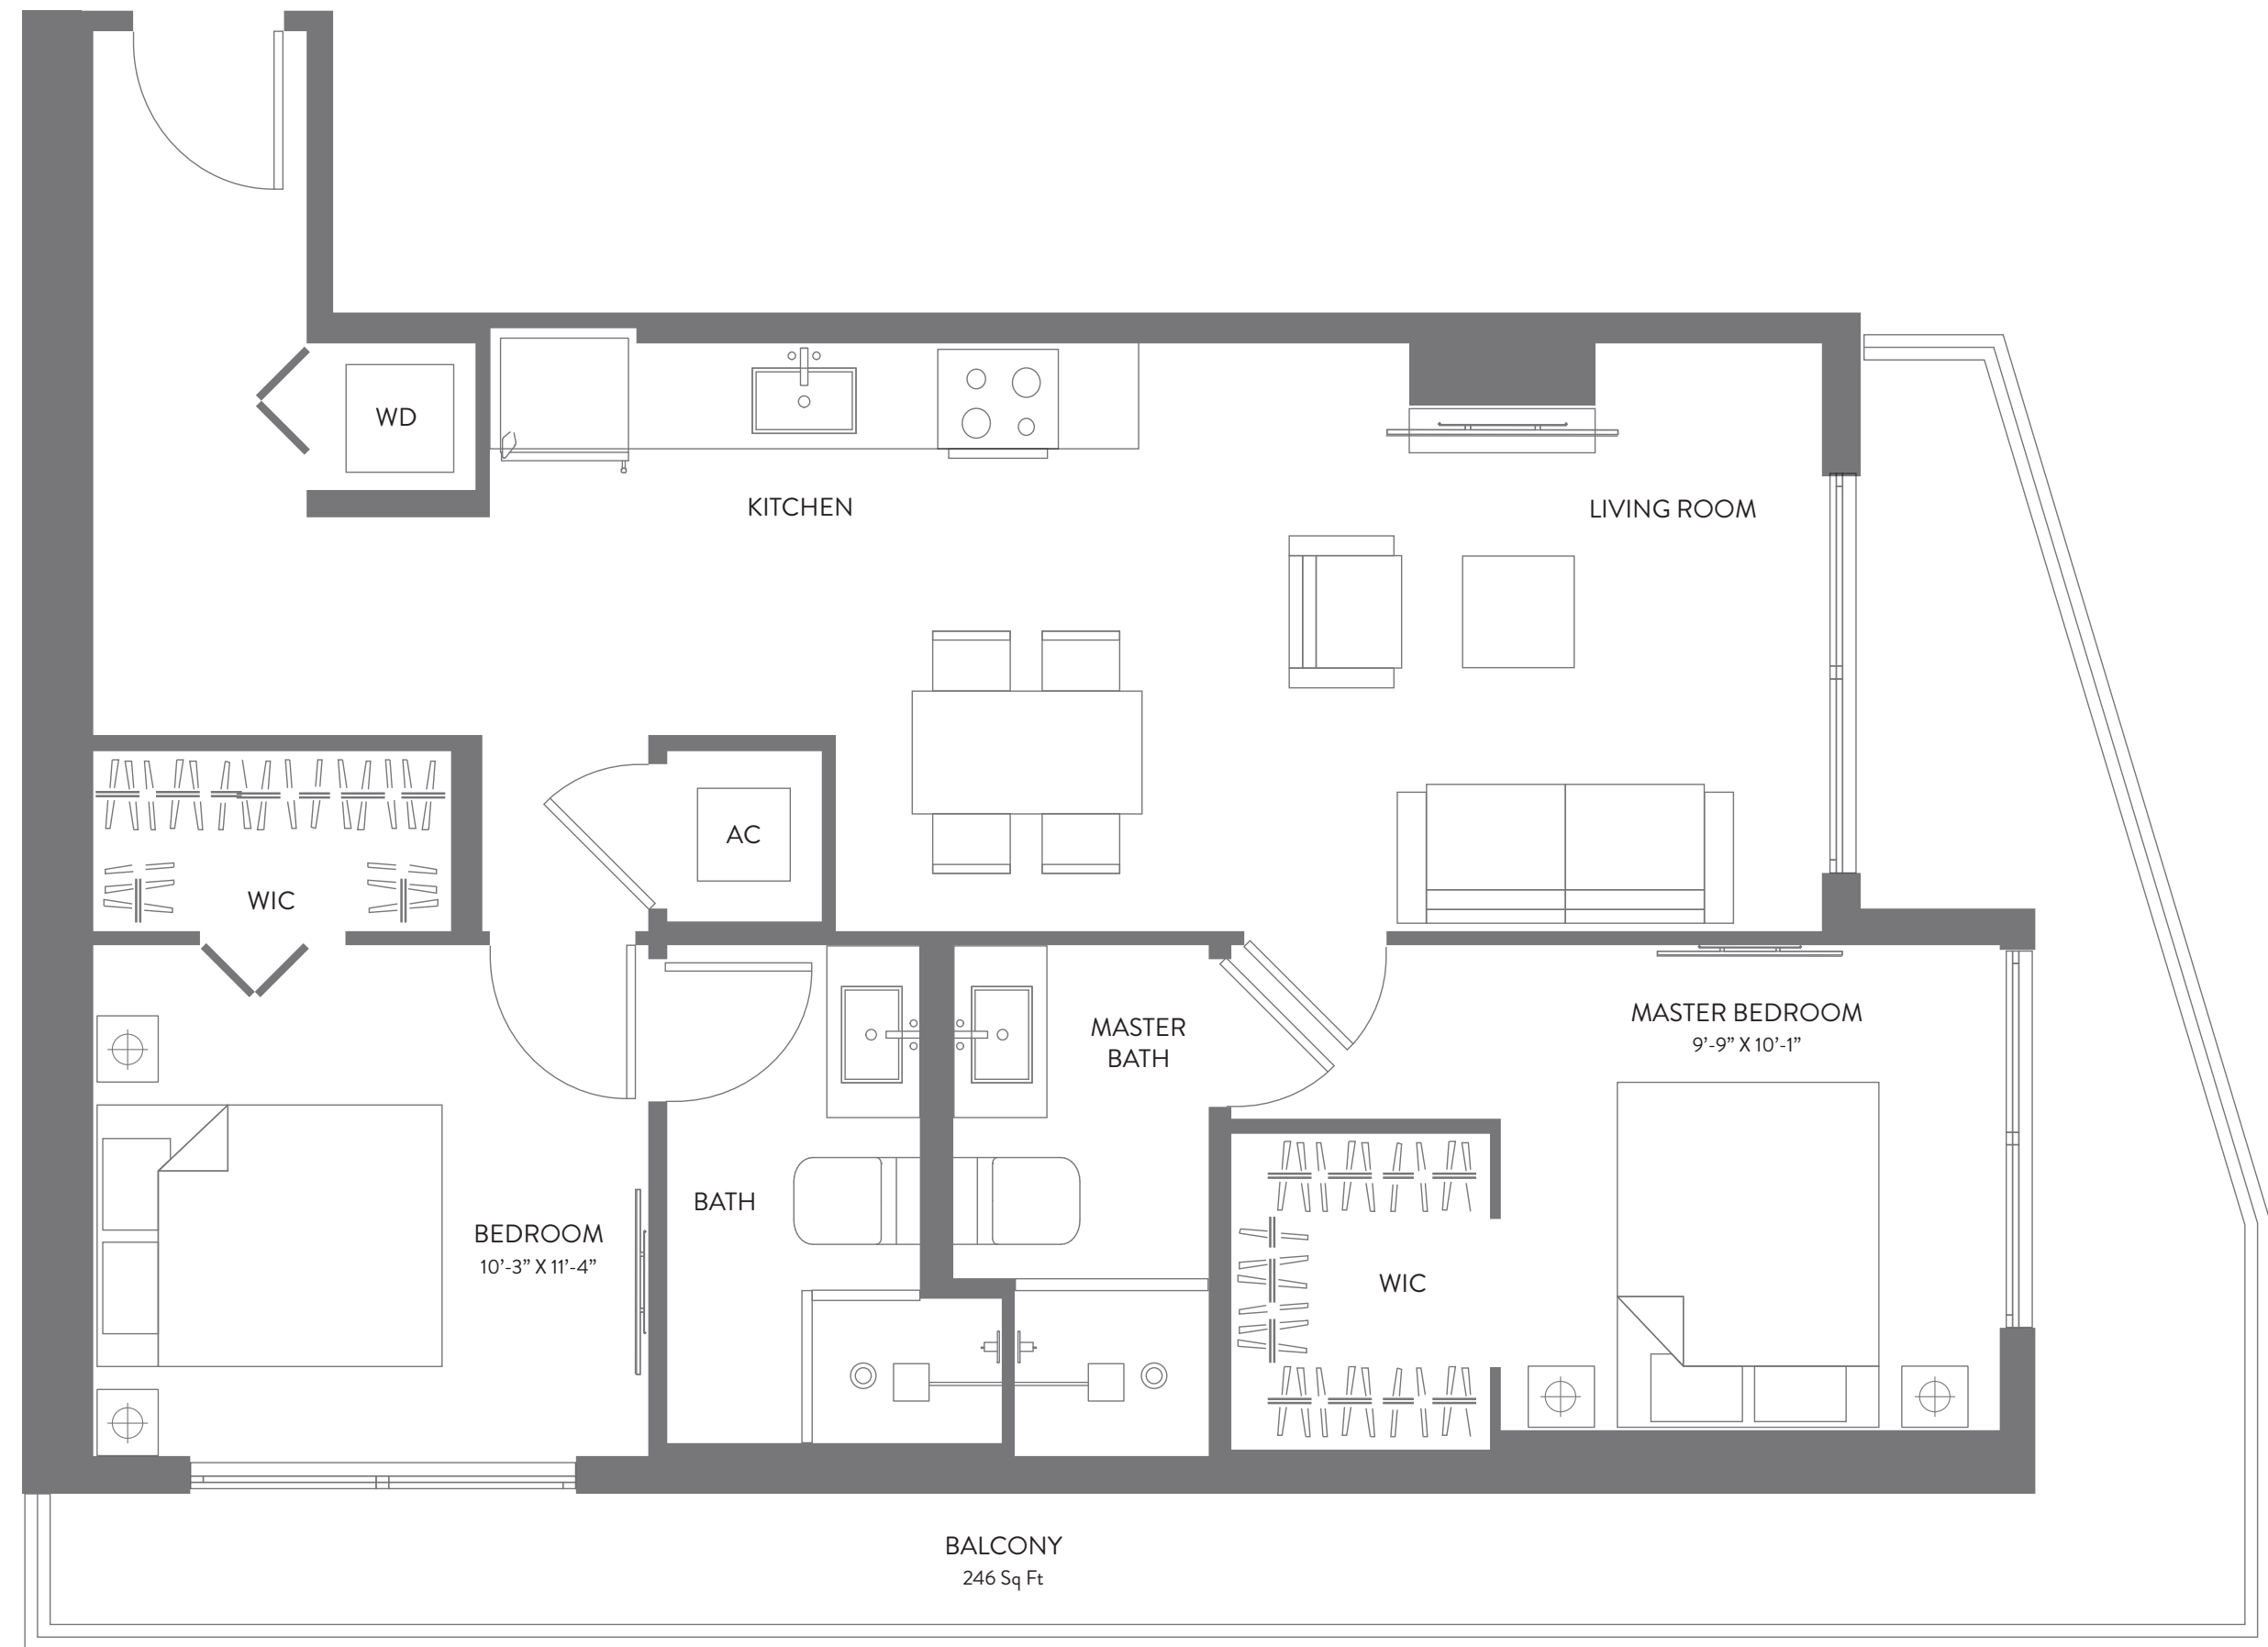 WD
KITCHEN
LIVING ROOM
AC
WIC
MASTER
BATH
MASTER BEDROOM
9’-9” X 10’-1”
BATH
BEDROOM
10’-3” X 11’-4”
WIC
BALCONY
246 Sq Ft